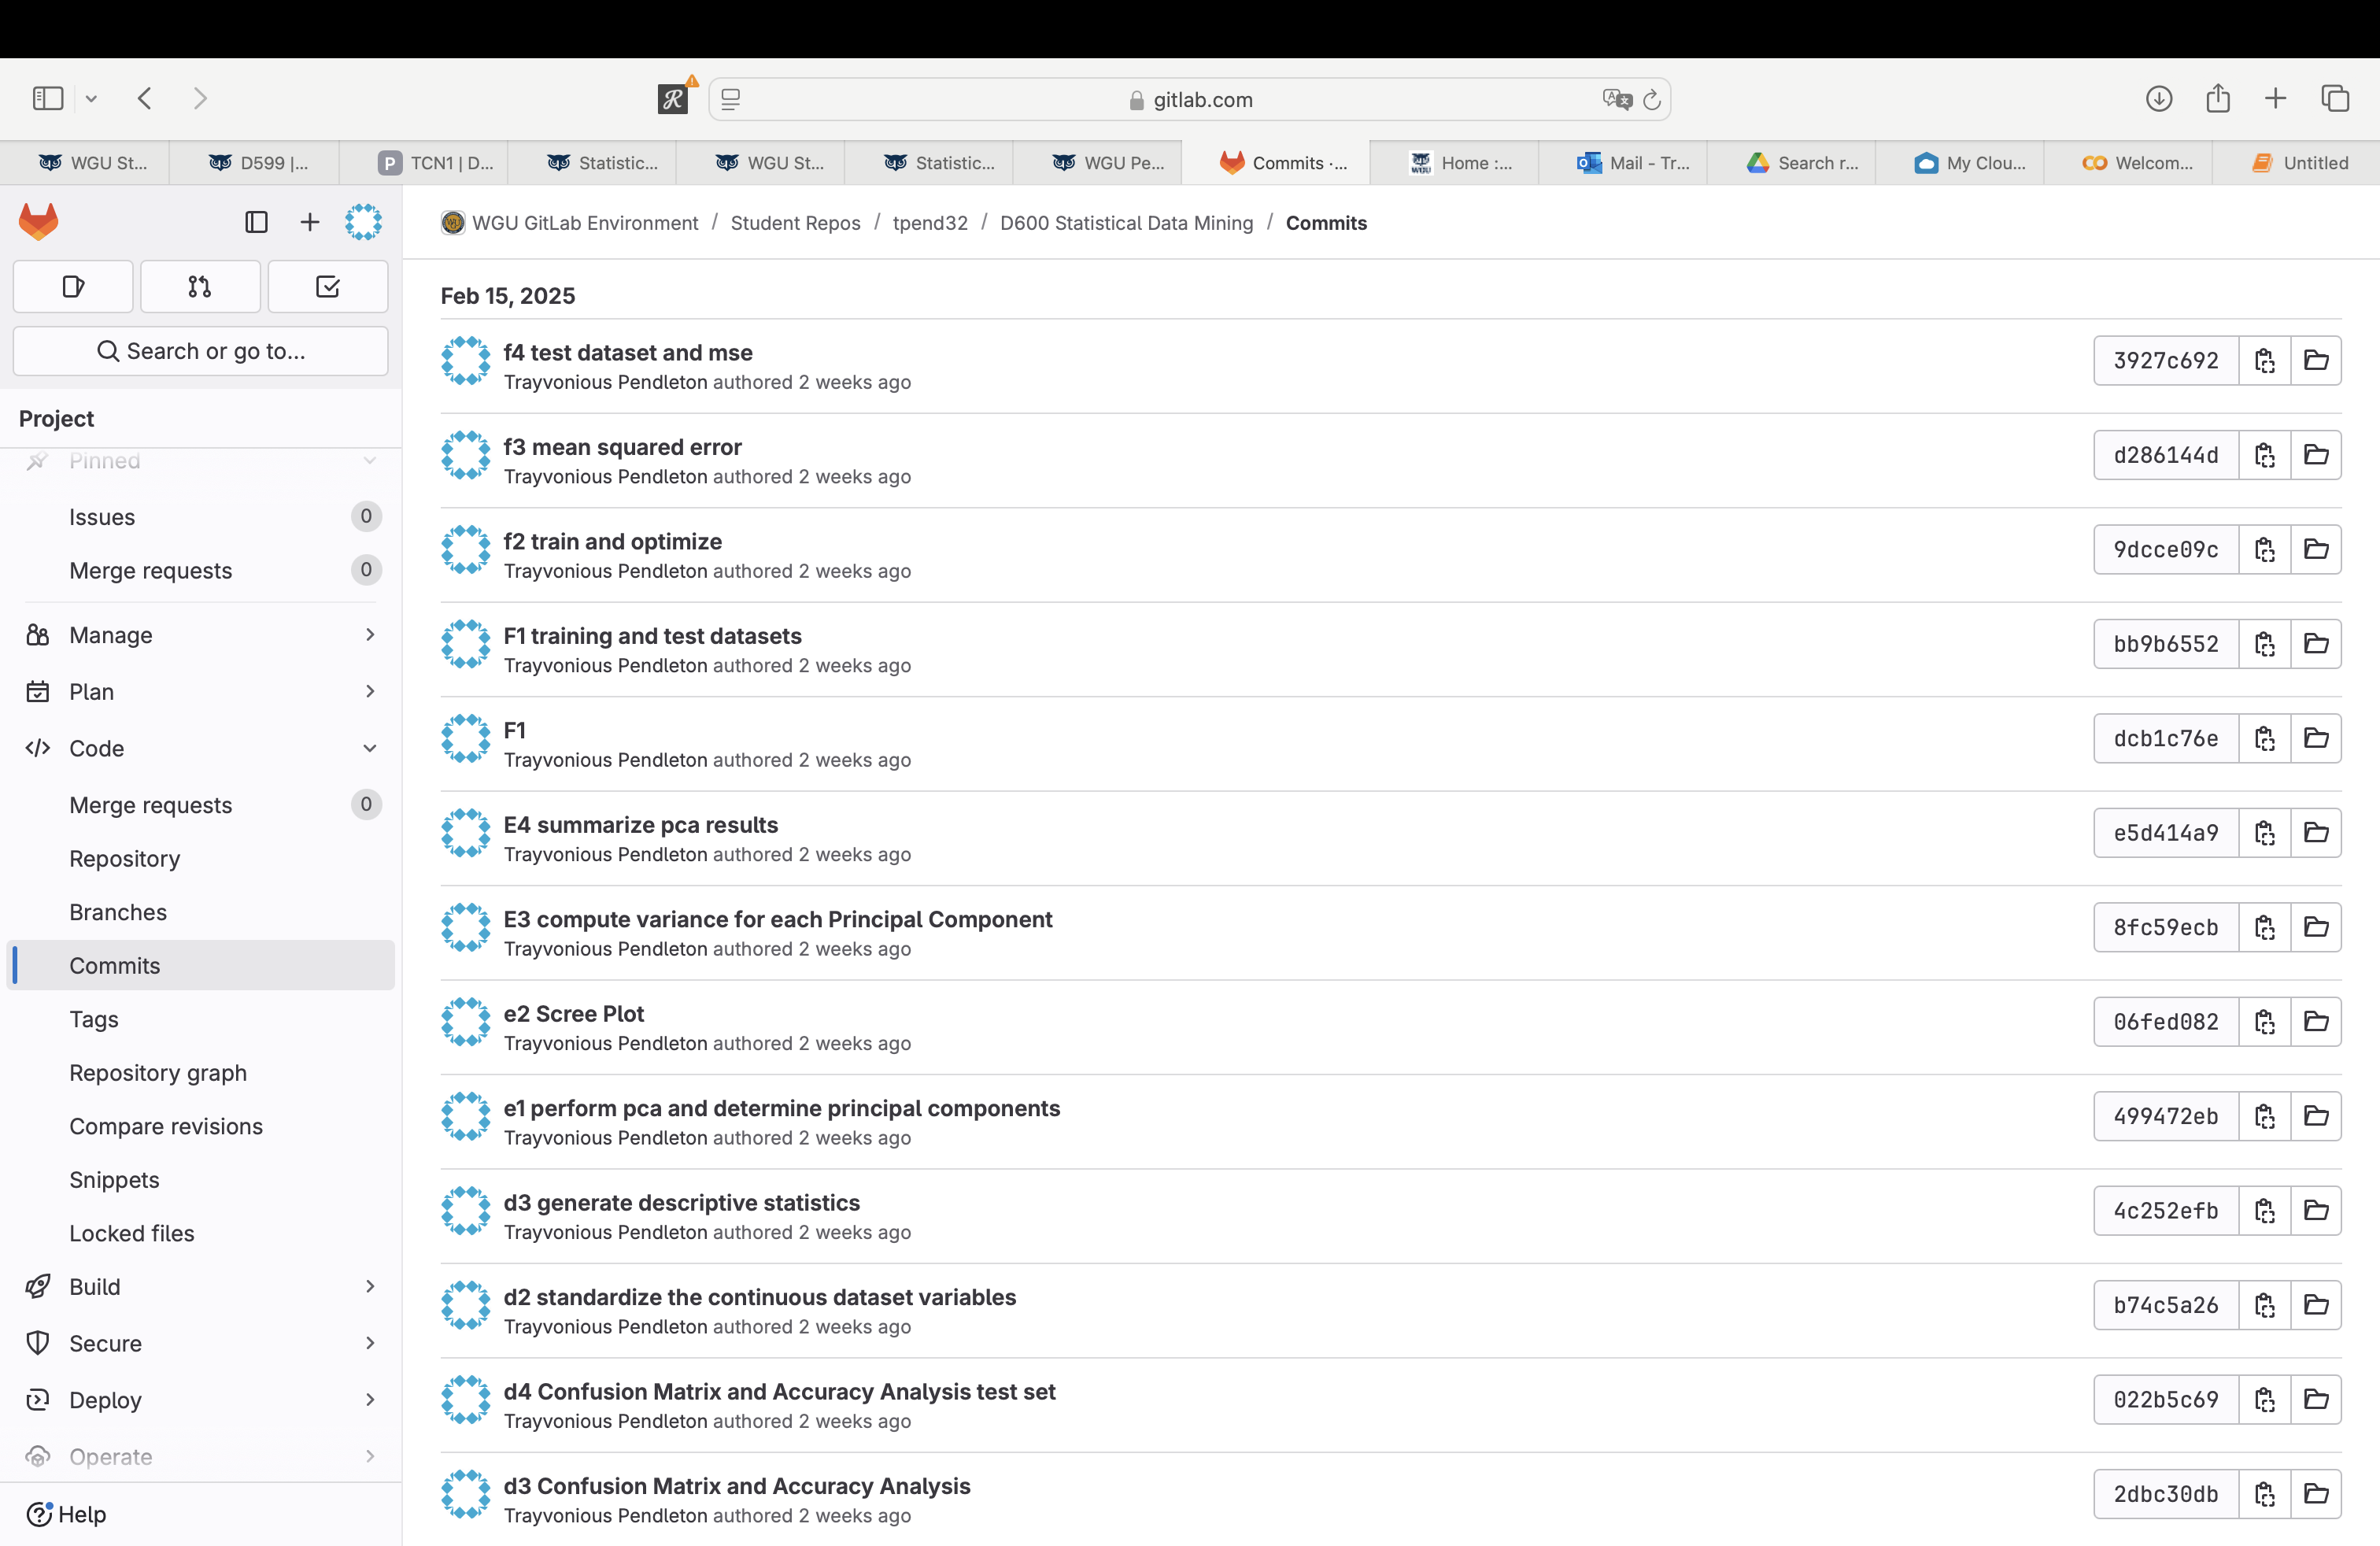 gitlab.com
WGU St...
D599 |...
P TCN1 | D...
Statistic...
WGU St...
Statistic...
WGU Pe...
Commits ·...
Home :...
Mail - Tr...
Search r...
My Clou...
Welcom...
Untitled
WGU GitLab Environment / Student Repos / tpend32 / D600 Statistical Data Mining / Commits
Search or go to...
Project
Pinned
Issues 0
Merge requests 0
Manage
Plan
Code
Merge requests 0
Repository
Branches
Commits
Tags
Repository graph
Compare revisions
Snippets
Locked files
Build
Secure
Deploy
Operate
Help
Feb 15, 2025
f4 test dataset and mse
Trayvonious Pendleton authored 2 weeks ago
3927c692
f3 mean squared error
Trayvonious Pendleton authored 2 weeks ago
d286144d
f2 train and optimize
Trayvonious Pendleton authored 2 weeks ago
9dcce09c
F1 training and test datasets
Trayvonious Pendleton authored 2 weeks ago
bb9b6552
F1
Trayvonious Pendleton authored 2 weeks ago
dcb1c76e
E4 summarize pca results
Trayvonious Pendleton authored 2 weeks ago
e5d414a9
E3 compute variance for each Principal Component
Trayvonious Pendleton authored 2 weeks ago
8fc59ecb
e2 Scree Plot
Trayvonious Pendleton authored 2 weeks ago
06fed082
e1 perform pca and determine principal components
Trayvonious Pendleton authored 2 weeks ago
499472eb
d3 generate descriptive statistics
Trayvonious Pendleton authored 2 weeks ago
4c252efb
d2 standardize the continuous dataset variables
Trayvonious Pendleton authored 2 weeks ago
b74c5a26
d4 Confusion Matrix and Accuracy Analysis test set
Trayvonious Pendleton authored 2 weeks ago
022b5c69
d3 Confusion Matrix and Accuracy Analysis
Trayvonious Pendleton authored 2 weeks ago
2dbc30db